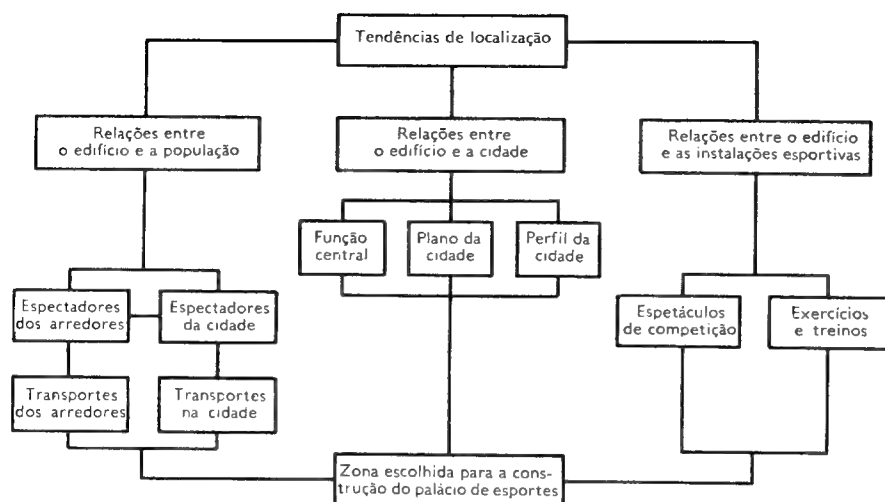 Tendências de localização
Relações entre
o edifício e a população
Relações entre
o edifício e a cidade
Relações entre o edifício
e as instalações esportivas
Função
central
Plano da
cidade
Perfil da
cidade
Espectadores
dos arredores
Espectadores
da cidade
Espetáculos
de competição
Exercícios
e treinos
Transportes
dos arredores
Transportes
na cidade
Zona escolhida para a cons-
trução do palácio de esportes